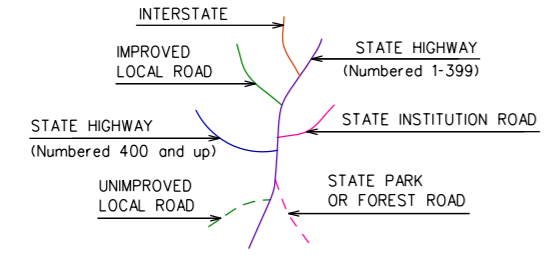 INTERSTATE
IMPROVED
LOCAL ROAD
STATE HIGHWAY
(Numbered 1-399)
STATE HIGHWAY
(Numbered 400 and up)
STATE INSTITUTION ROAD
UNIMPROVED
LOCAL ROAD
STATE PARK
OR FOREST ROAD